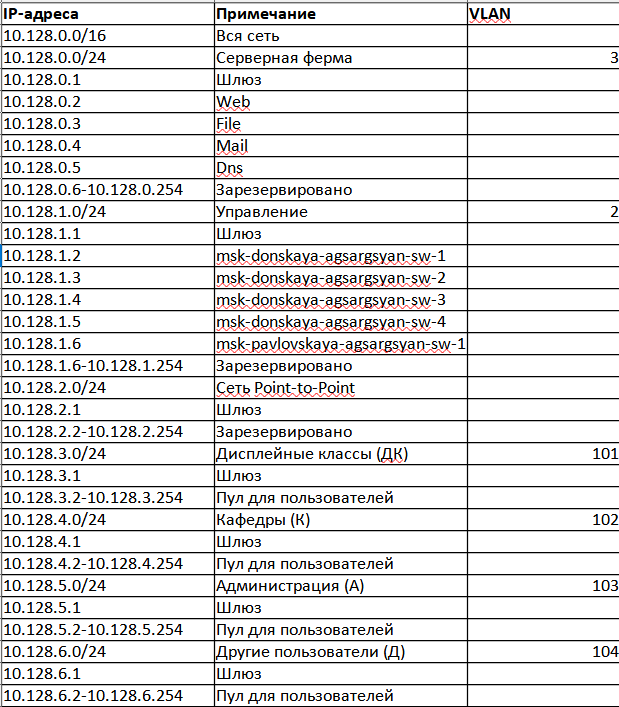 IP-адреса Примечание VLAN
10.128.0.0/16 Вся сеть
10.128.0.0/24 Серверная ферма 3
10.128.0.1 Шлюз
10.128.0.2 Web
10.128.0.3 File
10.128.0.4 Mail
10.128.0.5 Dns
10.128.0.6-10.128.0.254 Зарезервировано
10.128.1.0/24 Управление 2
10.128.1.1 Шлюз
10.128.1.2 msk-donskaya-agsargsyan-sw-1
10.128.1.3 msk-donskaya-agsargsyan-sw-2
10.128.1.4 msk-donskaya-agsargsyan-sw-3
10.128.1.5 msk-donskaya-agsargsyan-sw-4
10.128.1.6 msk-pavlovskaya-agsargsyan-sw-1
10.128.1.6-10.128.1.254 Зарезервировано
10.128.2.0/24 Сеть Point-to-Point
10.128.2.1 Шлюз
10.128.2.2-10.128.2.254 Зарезервировано
10.128.3.0/24 Дисплейные классы (ДК) 101
10.128.3.1 Шлюз
10.128.3.2-10.128.3.254 Пул для пользователей
10.128.4.0/24 Кафедры (К) 102
10.128.4.1 Шлюз
10.128.4.2-10.128.4.254 Пул для пользователей
10.128.5.0/24 Администрация (А) 103
10.128.5.1 Шлюз
10.128.5.2-10.128.5.254 Пул для пользователей
10.128.6.0/24 Другие пользователи (Д) 104
10.128.6.1 Шлюз
10.128.6.2-10.128.6.254 Пул для пользователей